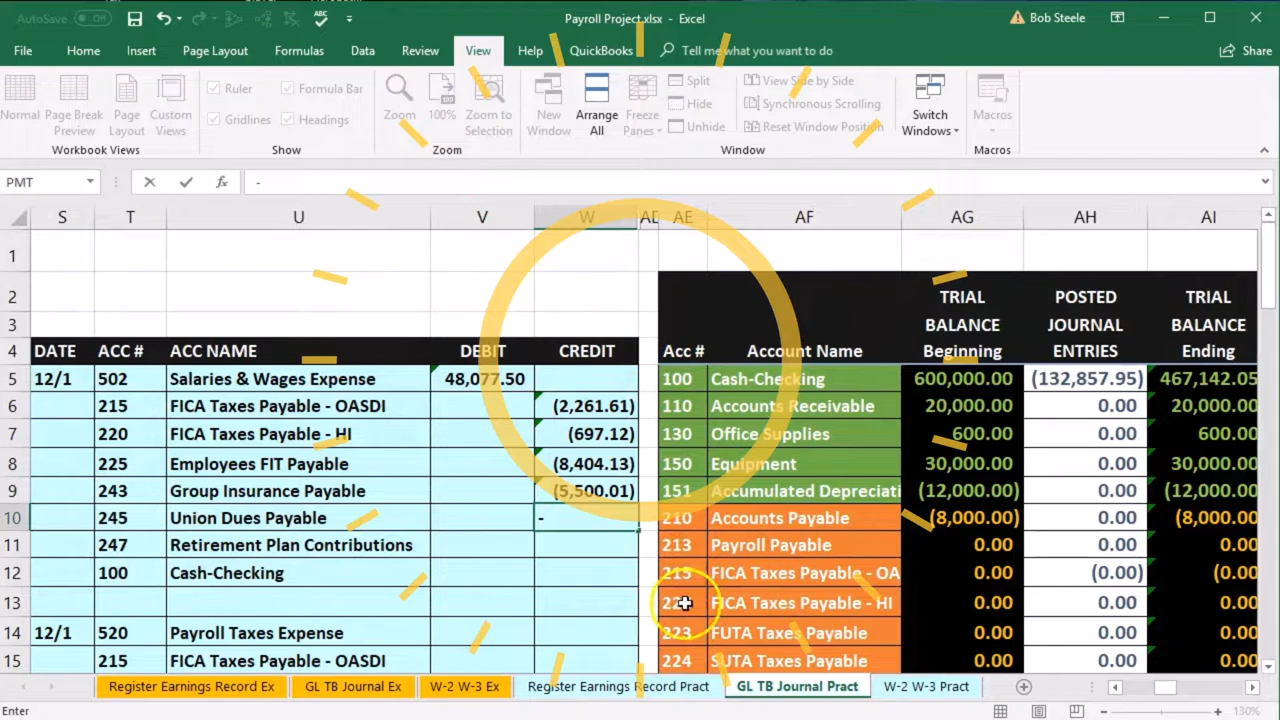 AutoSave Off Payroll Project.xlsx - Excel Bob Steele
File Home Insert Page Layout Formulas Data Review View Help QuickBooks Tell me what you want to do Share
Normal Page Break Preview Page Layout Custom Views
Workbook Views
Ruler Formula Bar
Gridlines Headings
Show
Zoom 100% Zoom to Selection
Zoom
New Window Arrange All Freeze Panes
Split
Hide
Unhide
View Side by Side
Synchronous Scrolling
Reset Window Position
Window
Switch Windows
Macros
Macros
PMT fx -
S T U V W AE AF AG AH AI
1
2 TRIAL POSTED TRIAL
3 BALANCE JOURNAL BALANCE
4 DATE ACC # ACC NAME DEBIT CREDIT Acc # Account Name Beginning ENTRIES Ending
5 12/1 502 Salaries & Wages Expense 48,077.50 100 Cash-Checking 600,000.00 (132,857.95) 467,142.05
6 215 FICA Taxes Payable - OASDI (2,261.61) 110 Accounts Receivable 20,000.00 0.00 20,000.00
7 220 FICA Taxes Payable - HI (697.12) 130 Office Supplies 600.00 0.00 600.00
8 225 Employees FIT Payable (8,404.13) 150 Equipment 30,000.00 0.00 30,000.00
9 243 Group Insurance Payable (5,500.01) 151 Accumulated Depreciati (12,000.00) 0.00 (12,000.00
10 245 Union Dues Payable - 210 Accounts Payable (8,000.00) 0.00 (8,000.00
11 247 Retirement Plan Contributions 213 Payroll Payable 0.00 0.00 0.00
12 100 Cash-Checking 215 FICA Taxes Payable - OA 0.00 (0.00) (0.00
13 FICA Taxes Payable - HI 0.00 0.00 0.00
14 12/1 520 Payroll Taxes Expense 223 FUTA Taxes Payable 0.00 0.00 0.00
15 215 FICA Taxes Payable - OASDI 224 SUTA Taxes Payable 0.00 0.00 0.00
Register Earnings Record Ex GL TB Journal Ex W-2 W-3 Ex Register Earnings Record Pract GL TB Journal Pract W-2 W-3 Pract
Enter 130%